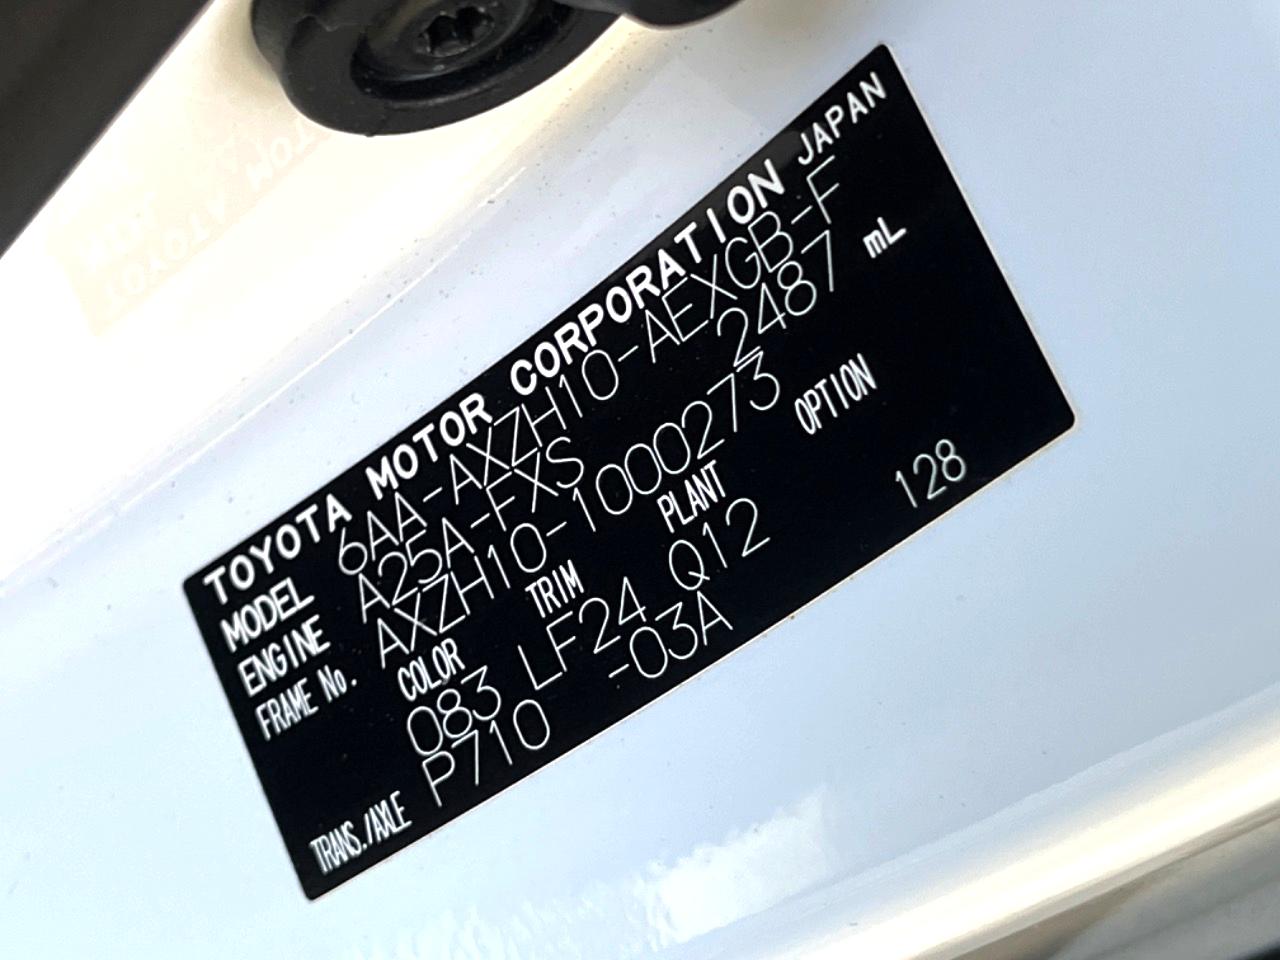 TOYOTA MOTOR CORPORATION JAPAN
MODEL 6AA-AXZH10-AEXGB-F
ENGINE A25A-FXS 2487 mL
FRAME No. AXZH10-1000273
COLOR TRIM PLANT OPTION
083 LF24 Q12 128
TRANS./AXLE P710 -03A